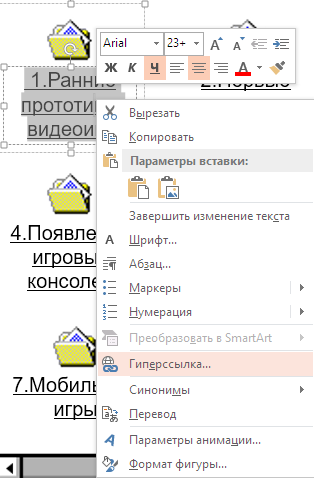 Arial 23+ A A
Ж К Ч А
1.Ранние
прототип
видеои
2.Первые
Вырезать
Копировать
Параметры вставки:
Завершить изменение текста
А Шрифт...
Абзац...
Маркеры
Нумерация
Преобразовать в SmartArt
Гиперссылка...
Синонимы
Перевод
Параметры анимации...
Формат фигуры...
4.Появле
игровы
консоле
7.Мобиль
игры